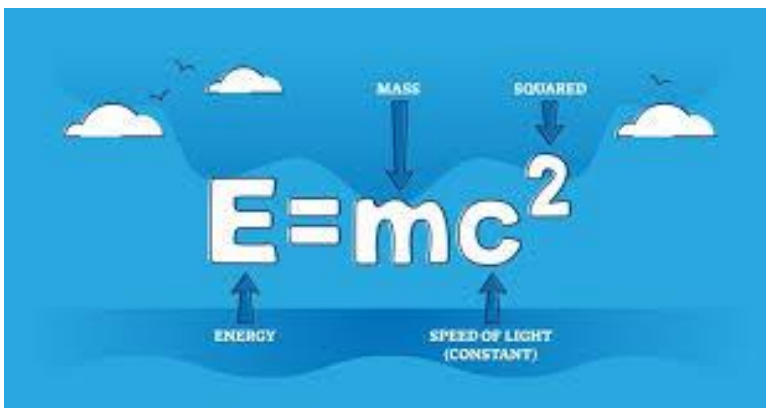 MASS
SQUARED
E=mc²
ENERGY
SPEED OF LIGHT
(CONSTANT)